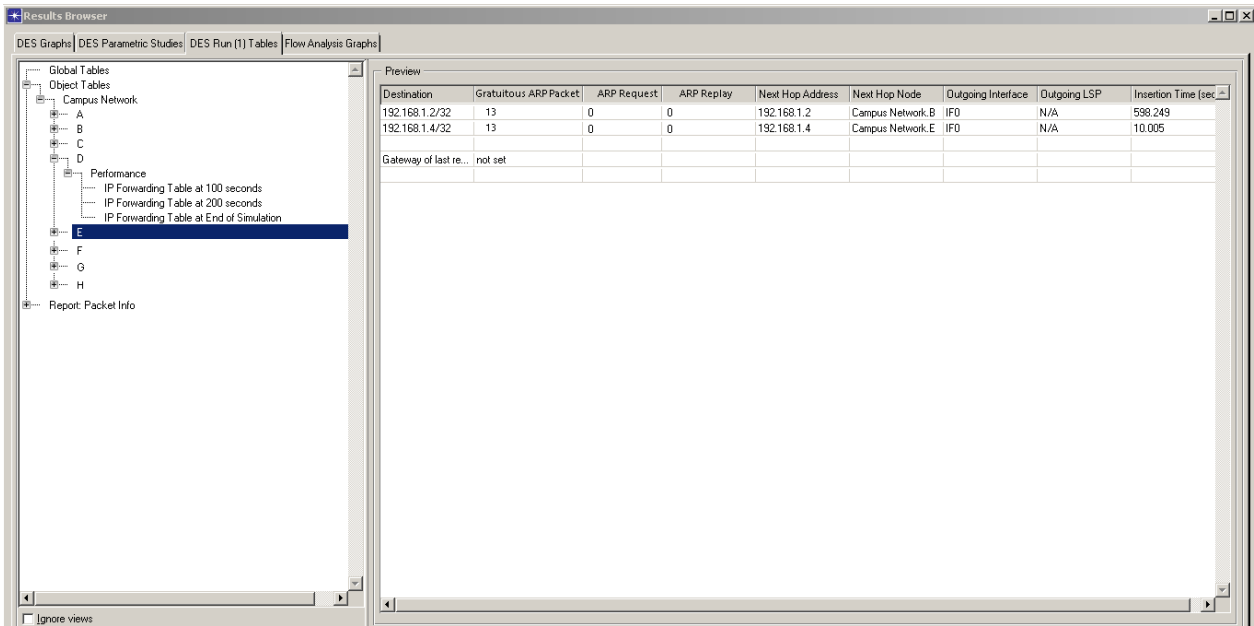 Results Browser
DES Graphs DES Parametric Studies DES Run (1) Tables Flow Analysis Graphs
Global Tables
Object Tables
Campus Network
A
B
C
D
Performance
IP Forwarding Table at 100 seconds
IP Forwarding Table at 200 seconds
IP Forwarding Table at End of Simulation
E
F
G
H
Report: Packet Info
Ignore views
Preview
Destination Gratuitous ARP Packet ARP Request ARP Replay Next Hop Address Next Hop Node Outgoing Interface Outgoing LSP Insertion Time (sec
192.168.1.2/32 13 0 0 192.168.1.2 Campus Network.B IF0 N/A 598.249
192.168.1.4/32 13 0 0 192.168.1.4 Campus Network.E IF0 N/A 10.005
Gateway of last re... not set